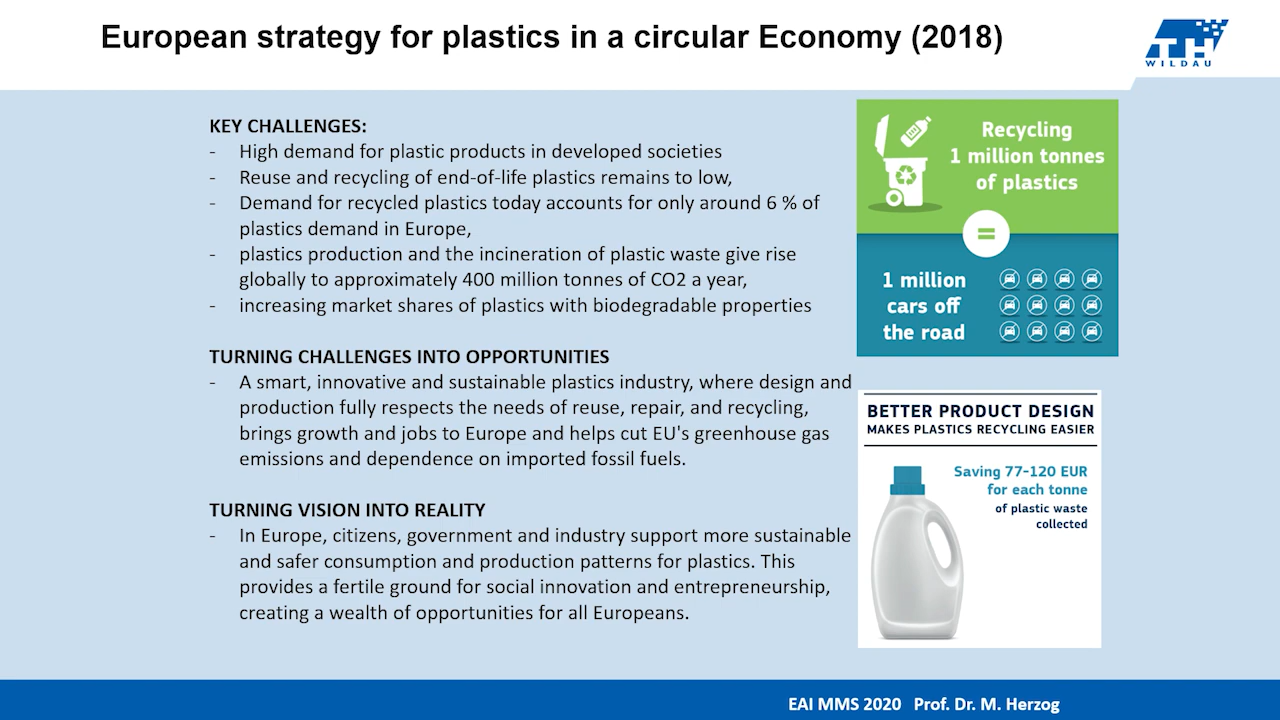 European strategy for plastics in a circular Economy (2018)
TH
WILDAU
KEY CHALLENGES:
- High demand for plastic products in developed societies
- Reuse and recycling of end-of-life plastics remains to low,
- Demand for recycled plastics today accounts for only around 6 % of
plastics demand in Europe,
- plastics production and the incineration of plastic waste give rise
globally to approximately 400 million tonnes of CO2 a year,
- increasing market shares of plastics with biodegradable properties
TURNING CHALLENGES INTO OPPORTUNITIES
- A smart, innovative and sustainable plastics industry, where design and
production fully respects the needs of reuse, repair, and recycling,
brings growth and jobs to Europe and helps cut EU's greenhouse gas
emissions and dependence on imported fossil fuels.
TURNING VISION INTO REALITY
- In Europe, citizens, government and industry support more sustainable
and safer consumption and production patterns for plastics. This
provides a fertile ground for social innovation and entrepreneurship,
creating a wealth of opportunities for all Europeans.
Recycling
1 million tonnes
of plastics
=
1 million
cars off
the road
BETTER PRODUCT DESIGN
MAKES PLASTICS RECYCLING EASIER
Saving 77-120 EUR
for each tonne
of plastic waste
collected
EAI MMS 2020 Prof. Dr. M. Herzog